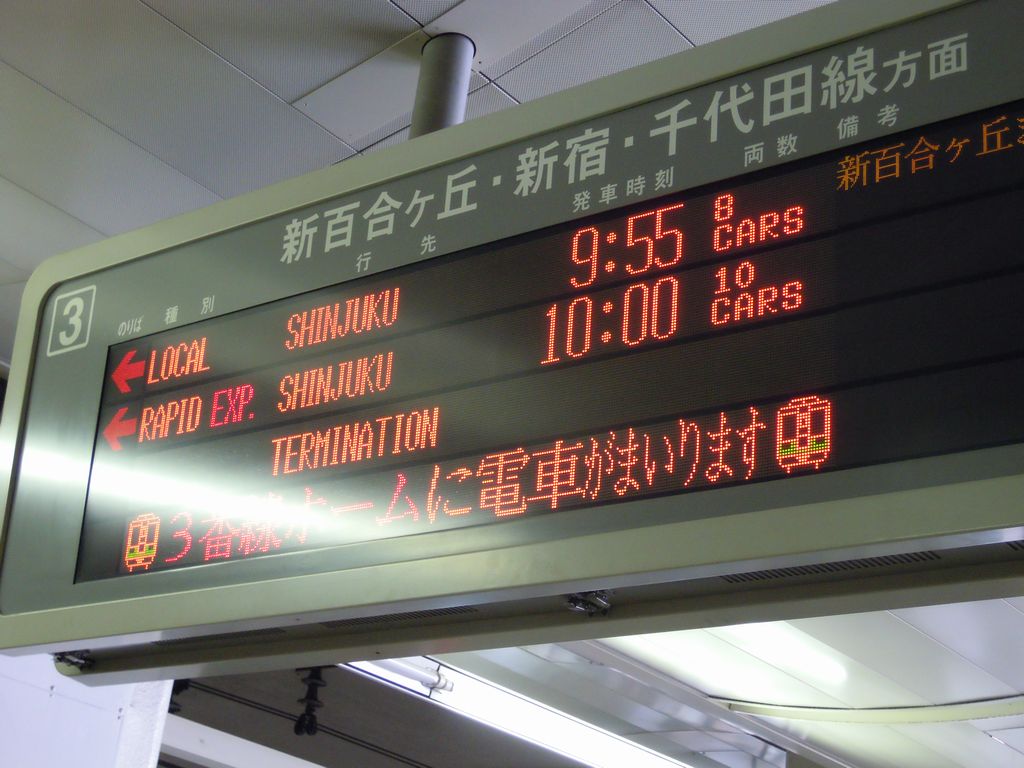 新百合ヶ丘・新宿・千代田線方面
3 のりば 種別 行先 発車時刻 両数 備考
LOCAL SHINJUKU 9:55 8 CARS 新百合ヶ丘ま
RAPID EXP. SHINJUKU 10:00 10 CARS
TERMINATION
3番線ホームに電車がまいります